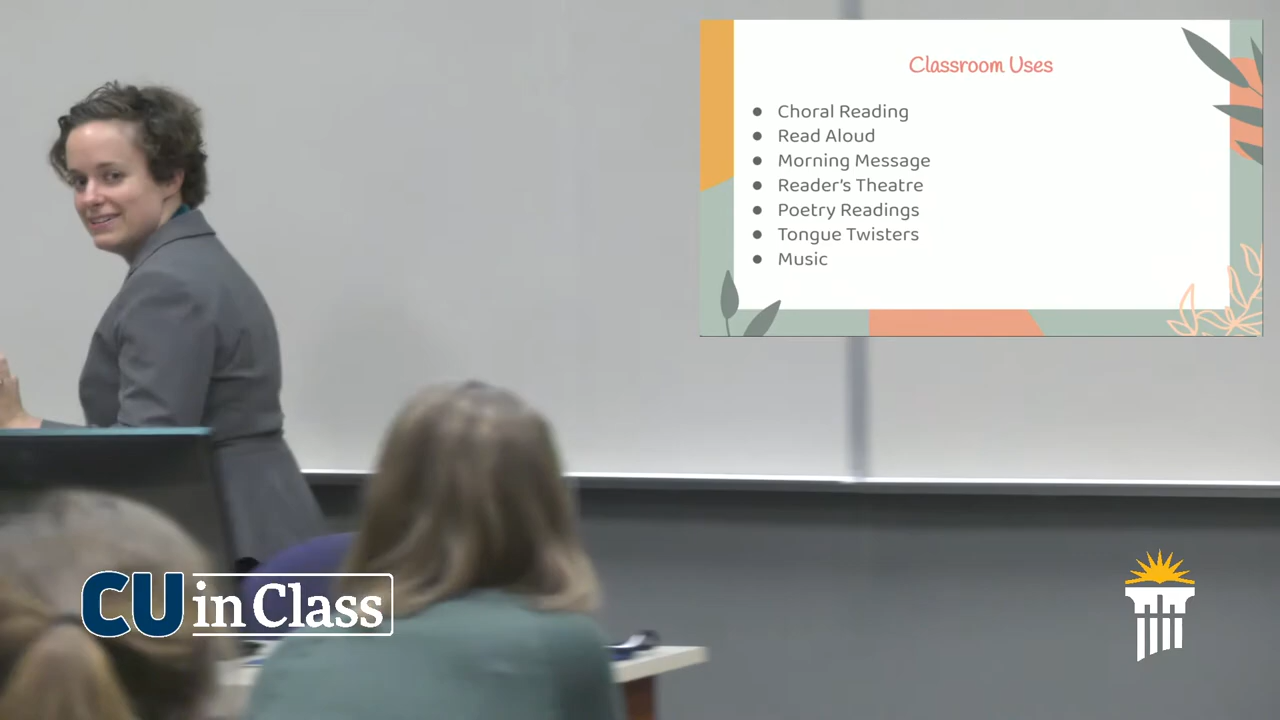 Classroom Uses
● Choral Reading
● Read Aloud
● Morning Message
● Reader's Theatre
● Poetry Readings
● Tongue Twisters
● Music
CU in Class